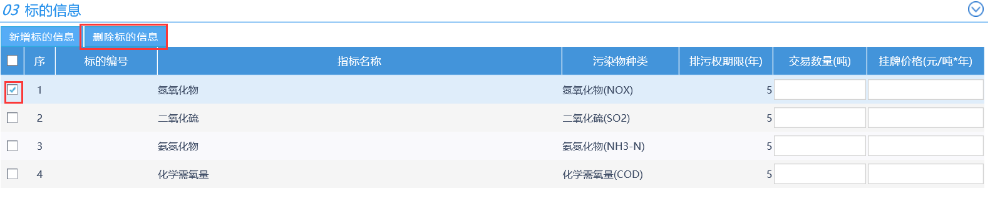 03 标的信息
新增标的信息 删除标的信息
序 标的编号 指标名称 污染物种类 排污权期限(年) 交易数量(吨) 挂牌价格(元/吨*年)
1 氮氧化物 氮氧化物(NOX) 5
2 二氧化硫 二氧化硫(SO2) 5
3 氨氮化物 氨氮化物(NH3-N) 5
4 化学需氧量 化学需氧量(COD) 5